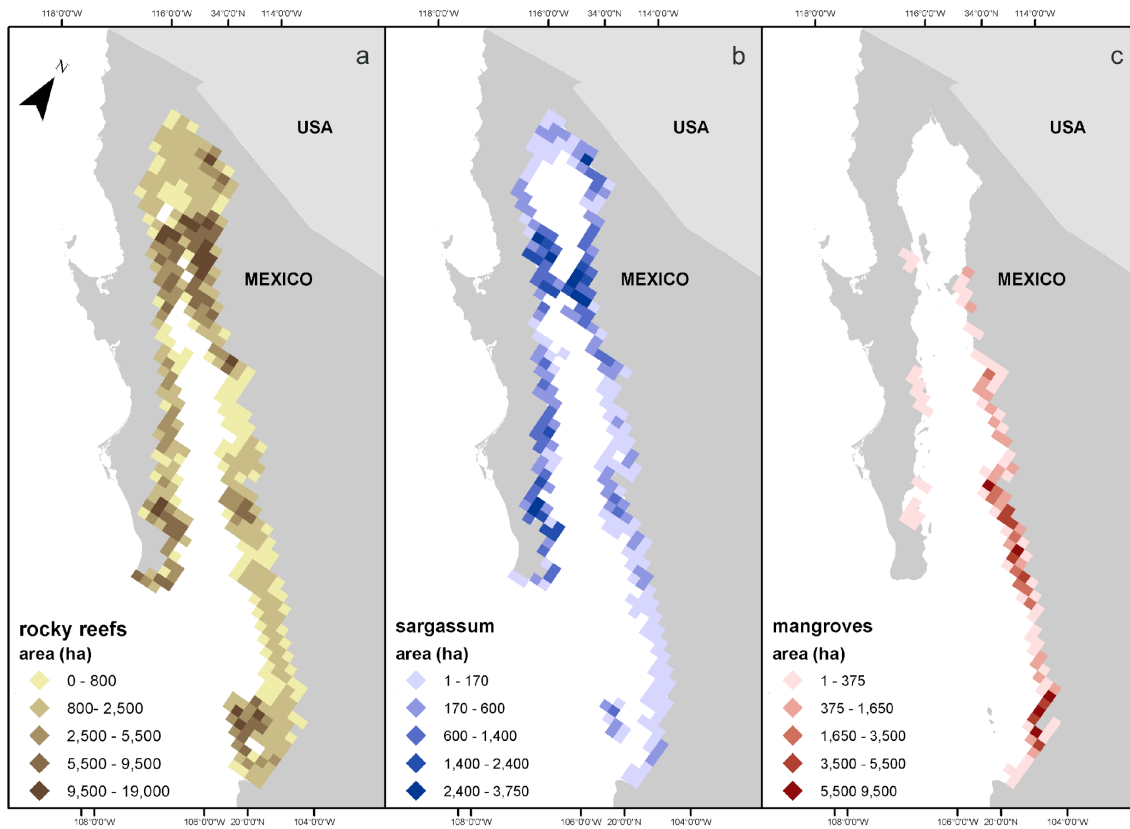 118°0'0"W 116°0'0"W 34°0'0"N 114°0'0"W 118°0'0"W 116°0'0"W 34°0'0"N 114°0'0"W 118°0'0"W 116°0'0"W 34°0'0"N 114°0'0"W
a
b
c
N
USA
USA
USA
MEXICO
MEXICO
MEXICO
rocky reefs
area (ha)
0 - 800
800- 2,500
2,500 - 5,500
5,500 - 9,500
9,500 - 19,000
sargassum
area (ha)
1 - 170
170 - 600
600 - 1,400
1,400 - 2,400
2,400 - 3,750
mangroves
area (ha)
1 - 375
375 - 1,650
1,650 - 3,500
3,500 - 5,500
5,500 9,500
108°0'0"W 106°0'0"W 20°0'0"N 104°0'0"W 108°0'0"W 106°0'0"W 20°0'0"N 104°0'0"W 108°0'0"W 106°0'0"W 20°0'0"N 104°0'0"W